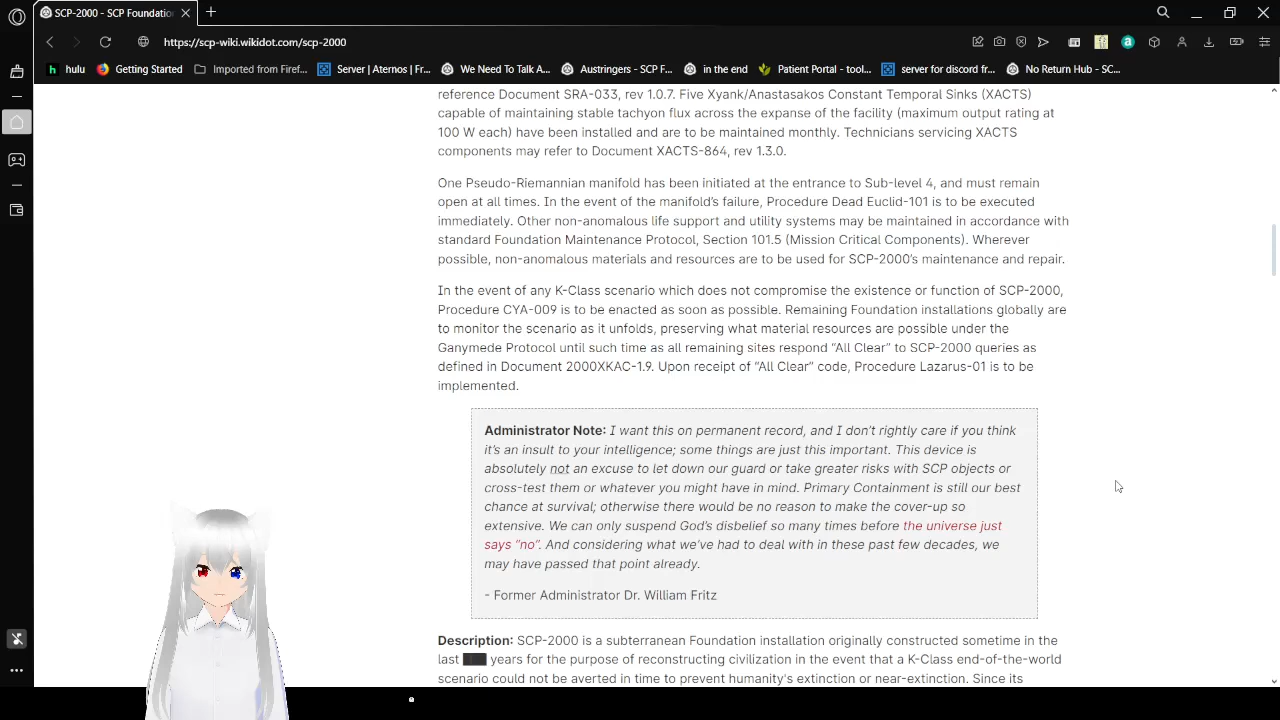 SCP-2000 - SCP Foundatio
https://scp-wiki.wikidot.com/scp-2000
hulu
Getting Started
Imported from Firef...
Server | Aternos | Fr...
We Need To Talk A...
Austringers - SCP F...
in the end
Patient Portal - tool...
server for discord fr...
No Return Hub - SC...
reference Document SRA-033, rev 1.0.7. Five Xyank/Anastasakos Constant Temporal Sinks (XACTS)
capable of maintaining stable tachyon flux across the expanse of the facility (maximum output rating at
100 W each) have been installed and are to be maintained monthly. Technicians servicing XACTS
components may refer to Document XACTS-864, rev 1.3.0.
One Pseudo-Riemannian manifold has been initiated at the entrance to Sub-level 4, and must remain
open at all times. In the event of the manifold's failure, Procedure Dead Euclid-101 is to be executed
immediately. Other non-anomalous life support and utility systems may be maintained in accordance with
standard Foundation Maintenance Protocol, Section 101.5 (Mission Critical Components). Wherever
possible, non-anomalous materials and resources are to be used for SCP-2000's maintenance and repair.
In the event of any K-Class scenario which does not compromise the existence or function of SCP-2000,
Procedure CYA-009 is to be enacted as soon as possible. Remaining Foundation installations globally are
to monitor the scenario as it unfolds, preserving what material resources are possible under the
Ganymede Protocol until such time as all remaining sites respond “All Clear” to SCP-2000 queries as
defined in Document 2000XKAC-1.9. Upon receipt of “All Clear” code, Procedure Lazarus-01 is to be
implemented.
Administrator Note: I want this on permanent record, and I don't rightly care if you think
it's an insult to your intelligence; some things are just this important. This device is
absolutely not an excuse to let down our guard or take greater risks with SCP objects or
cross-test them or whatever you might have in mind. Primary Containment is still our best
chance at survival; otherwise there would be no reason to make the cover-up so
extensive. We can only suspend God's disbelief so many times before the universe just
says “no”. And considering what we've had to deal with in these past few decades, we
may have passed that point already.
- Former Administrator Dr. William Fritz
Description: SCP-2000 is a subterranean Foundation installation originally constructed sometime in the
last years for the purpose of reconstructing civilization in the event that a K-Class end-of-the-world
scenario could not be averted in time to prevent humanity's extinction or near-extinction. Since its